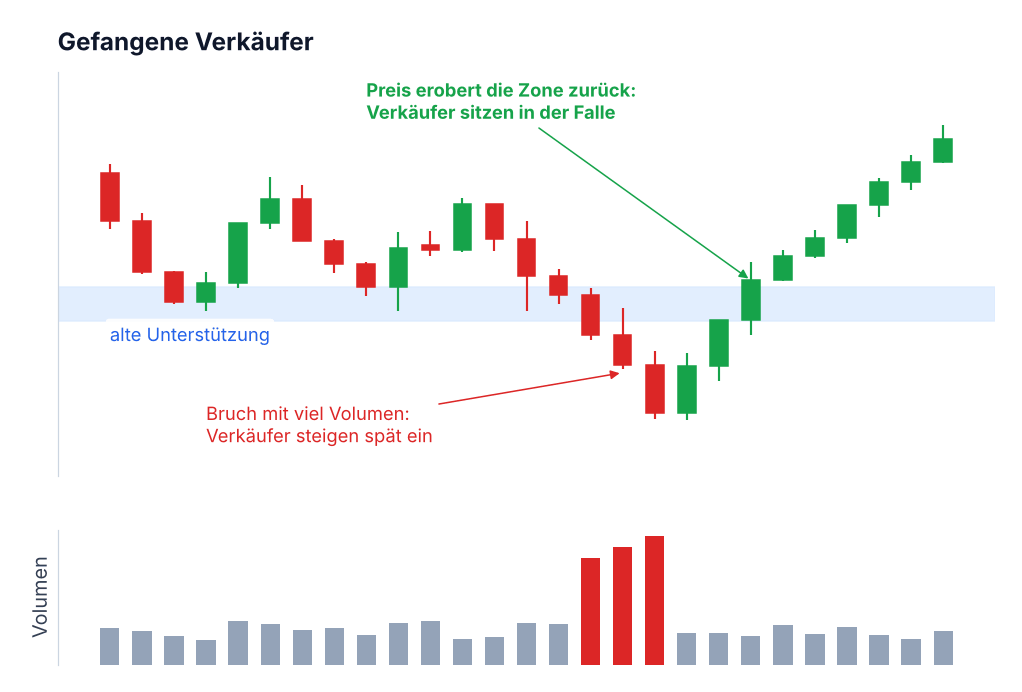 Gefangene Verkäufer
Preis erobert die Zone zurück:
Verkäufer sitzen in der Falle
alte Unterstützung
Bruch mit viel Volumen:
Verkäufer steigen spät ein
Volumen